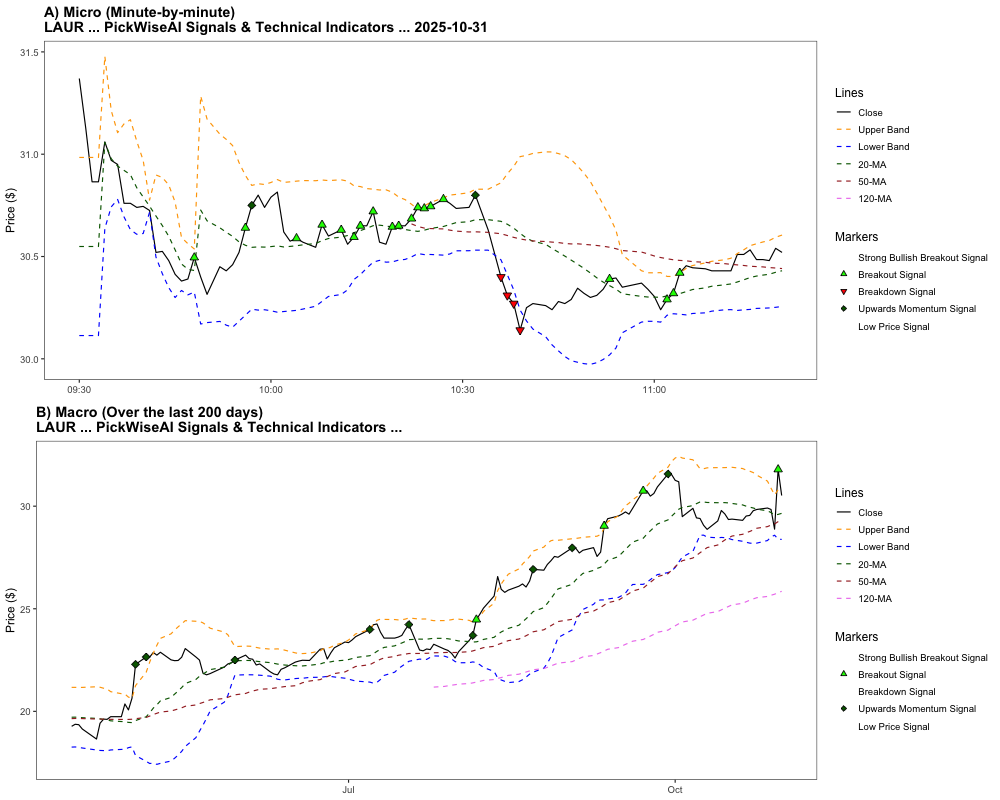 A) Micro (Minute-by-minute)
LAUR ... PickWiseAI Signals & Technical Indicators ... 2025-10-31
Price ($)
31.5
31.0
30.5
30.0
09:30
10:00
10:30
11:00
Lines
Close
Upper Band
Lower Band
20-MA
50-MA
120-MA
Markers
Strong Bullish Breakout Signal
Breakout Signal
Breakdown Signal
Upwards Momentum Signal
Low Price Signal
B) Macro (Over the last 200 days)
LAUR ... PickWiseAI Signals & Technical Indicators ...
Price ($)
30
25
20
Jul
Oct
Lines
Close
Upper Band
Lower Band
20-MA
50-MA
120-MA
Markers
Strong Bullish Breakout Signal
Breakout Signal
Breakdown Signal
Upwards Momentum Signal
Low Price Signal